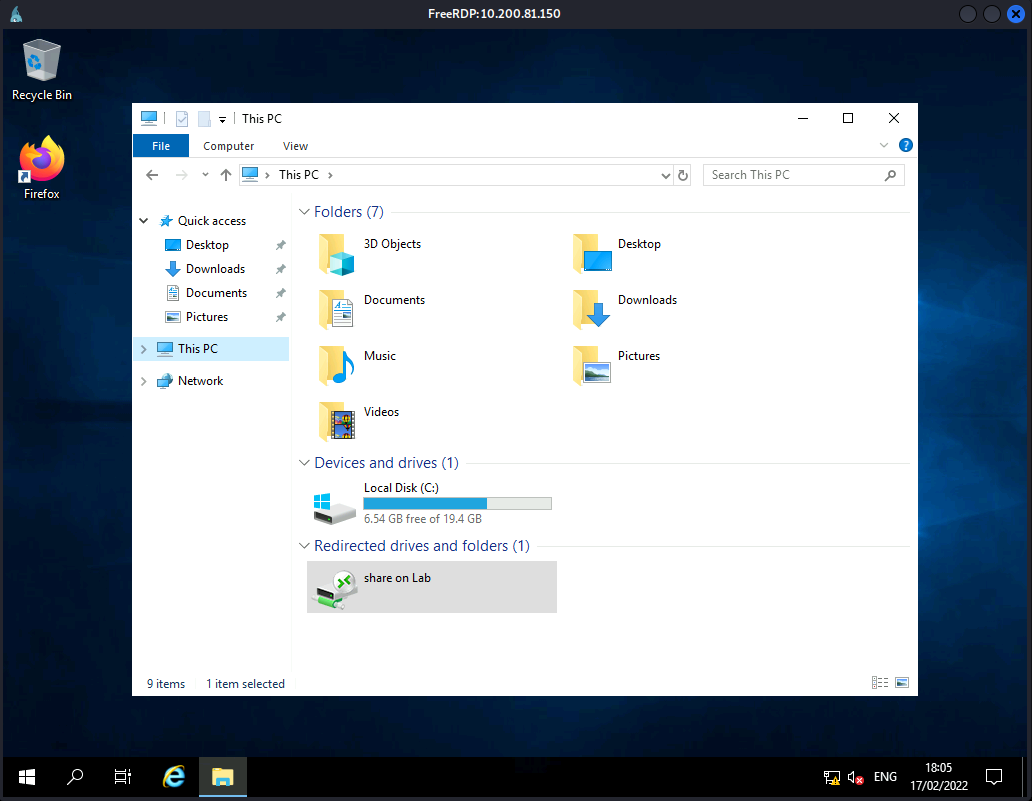 FreeRDP:10.200.81.150
Recycle Bin
Firefox
This PC
File
Computer
View
?
This PC
Search This PC
Quick access
Desktop
Downloads
Documents
Pictures
This PC
Network
Folders (7)
3D Objects
Desktop
Documents
Downloads
Music
Pictures
Videos
Devices and drives (1)
Local Disk (C:)
6.54 GB free of 19.4 GB
Redirected drives and folders (1)
share on Lab
9 items
1 item selected
ENG
18:05
17/02/2022